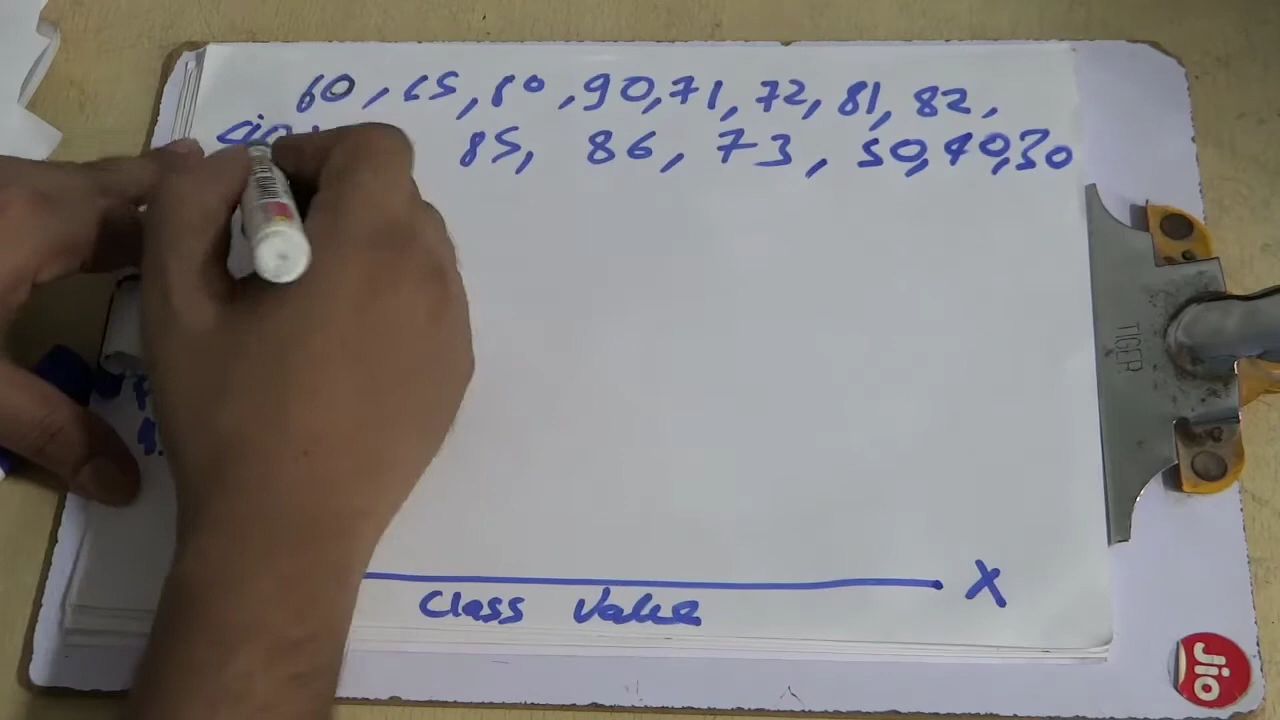 60, 65, 80, 90, 71, 72, 81, 82,
85, 86, 73, 50, 40, 30
TIGER
X
Class Value
Jio